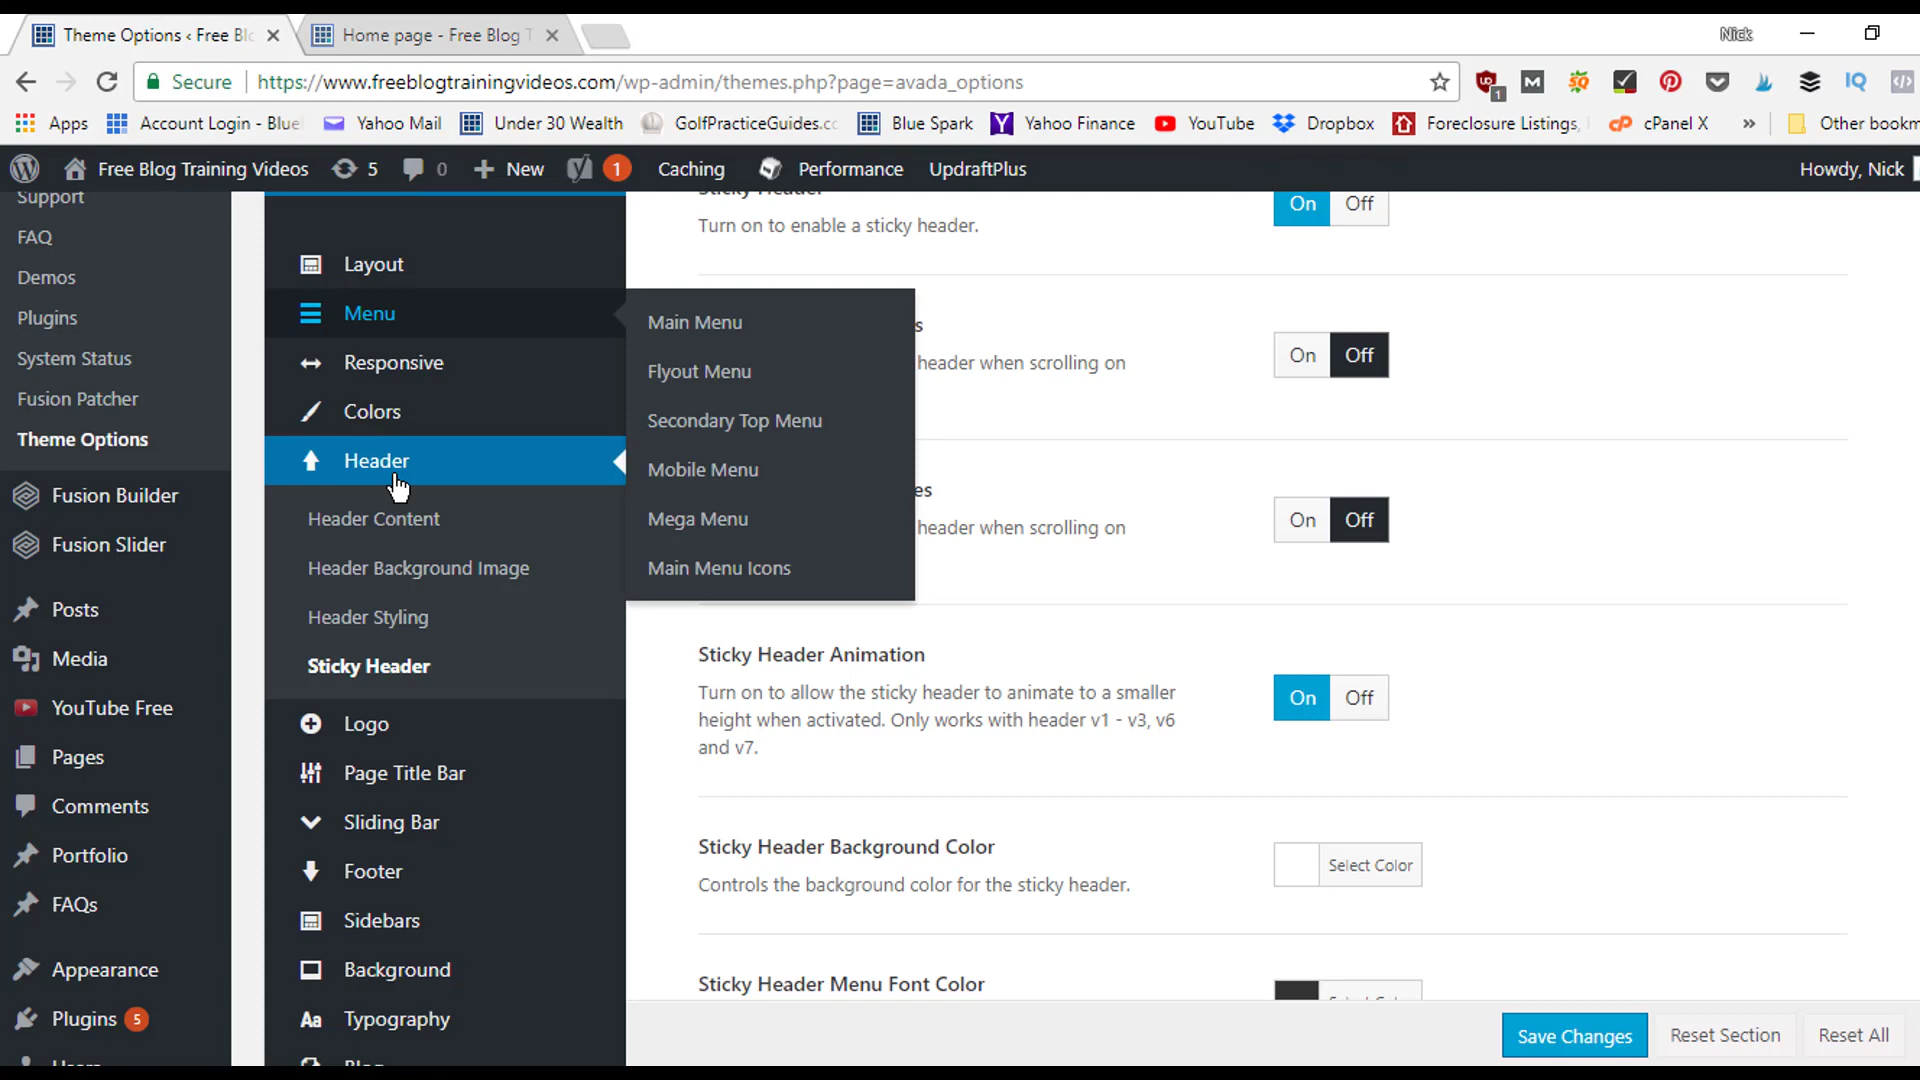 Theme Options ‹ Free Blo
Home page - Free Blog T
Nick
Secure
https://www.freeblogtrainingvideos.com/wp-admin/themes.php?page=avada_options
Apps
Account Login - Blue
Yahoo Mail
Under 30 Wealth
GolfPracticeGuides.cc
Blue Spark
Yahoo Finance
YouTube
Dropbox
Foreclosure Listings,
cPanel X
»
Other bookm
Free Blog Training Videos
5
0
New
1
Caching
Performance
UpdraftPlus
Howdy, Nick
Support
FAQ
Demos
Plugins
System Status
Fusion Patcher
Theme Options
Fusion Builder
Fusion Slider
Posts
Media
YouTube Free
Pages
Comments
Portfolio
FAQs
Appearance
Plugins 5
Layout
Menu
Responsive
Colors
Header
Header Content
Header Background Image
Header Styling
Sticky Header
Logo
Page Title Bar
Sliding Bar
Footer
Sidebars
Background
Aa Typography
Blog
Main Menu
Flyout Menu
Secondary Top Menu
Mobile Menu
Mega Menu
Main Menu Icons
Sticky Header
Turn on to enable a sticky header.
On Off
s
header when scrolling on
On Off
es
header when scrolling on
On Off
Sticky Header Animation
Turn on to allow the sticky header to animate to a smaller
height when activated. Only works with header v1 - v3, v6
and v7.
On Off
Sticky Header Background Color
Controls the background color for the sticky header.
Select Color
Sticky Header Menu Font Color
Select Color
Save Changes
Reset Section
Reset All